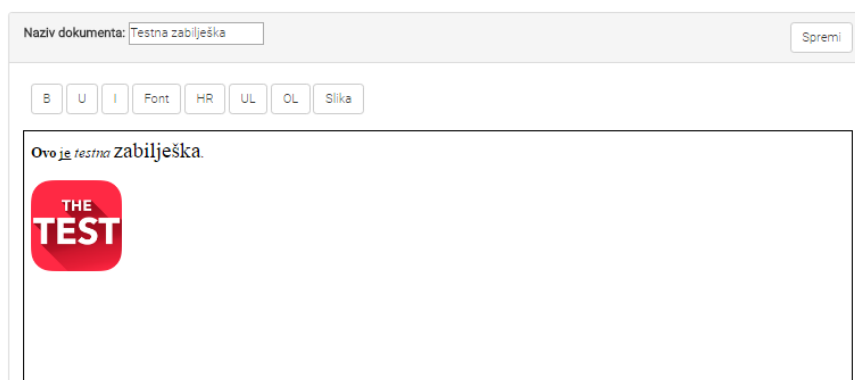 Naziv dokumenta: Testna zabilješka Spremi
B U I Font HR UL OL Slika
Ovo je testna zabilješka.
THE
TEST